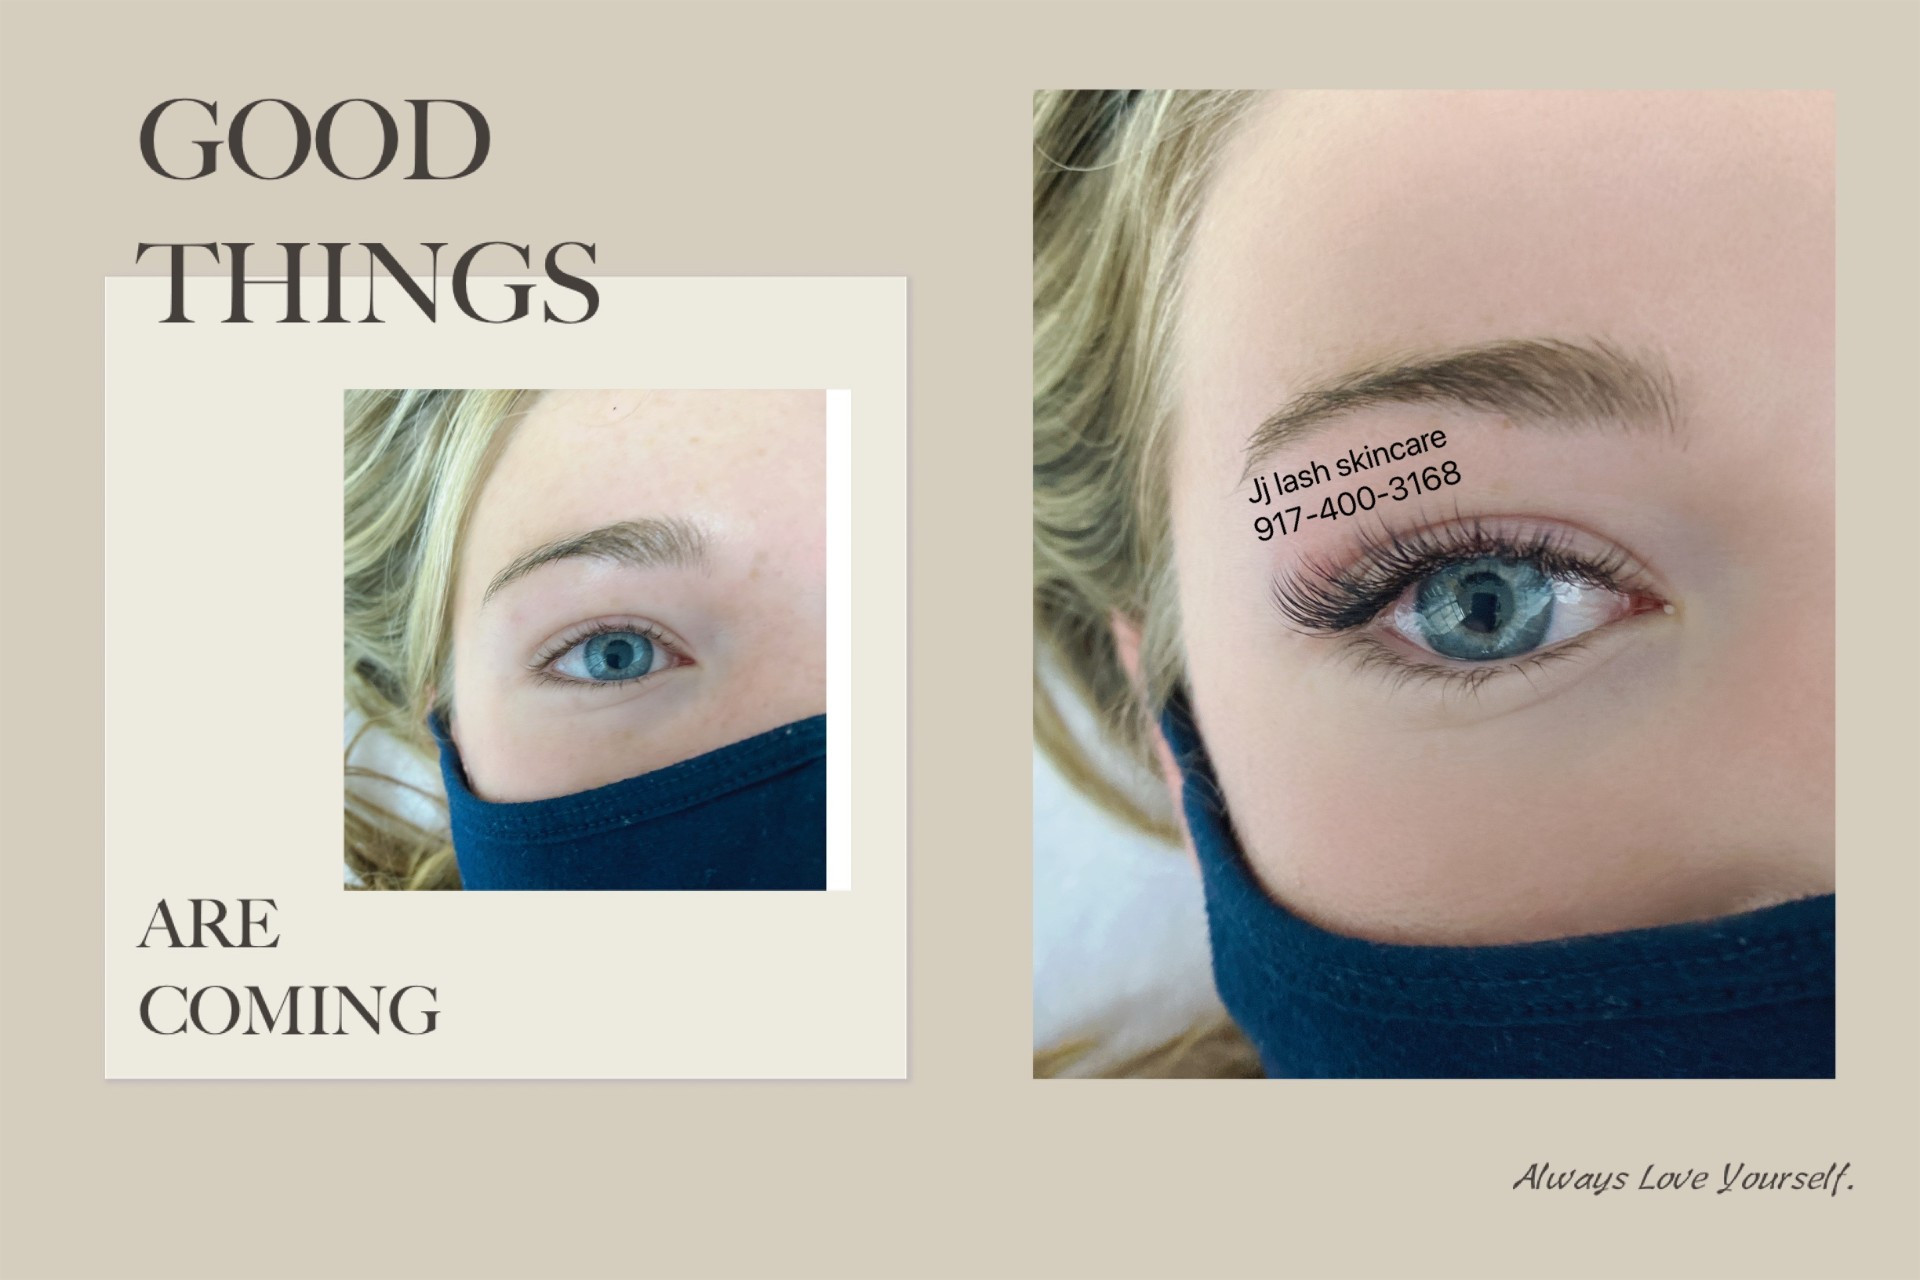 GOOD
THINGS
ARE
COMING
Jj lash skincare
917-400-3168
Always Love Yourself.